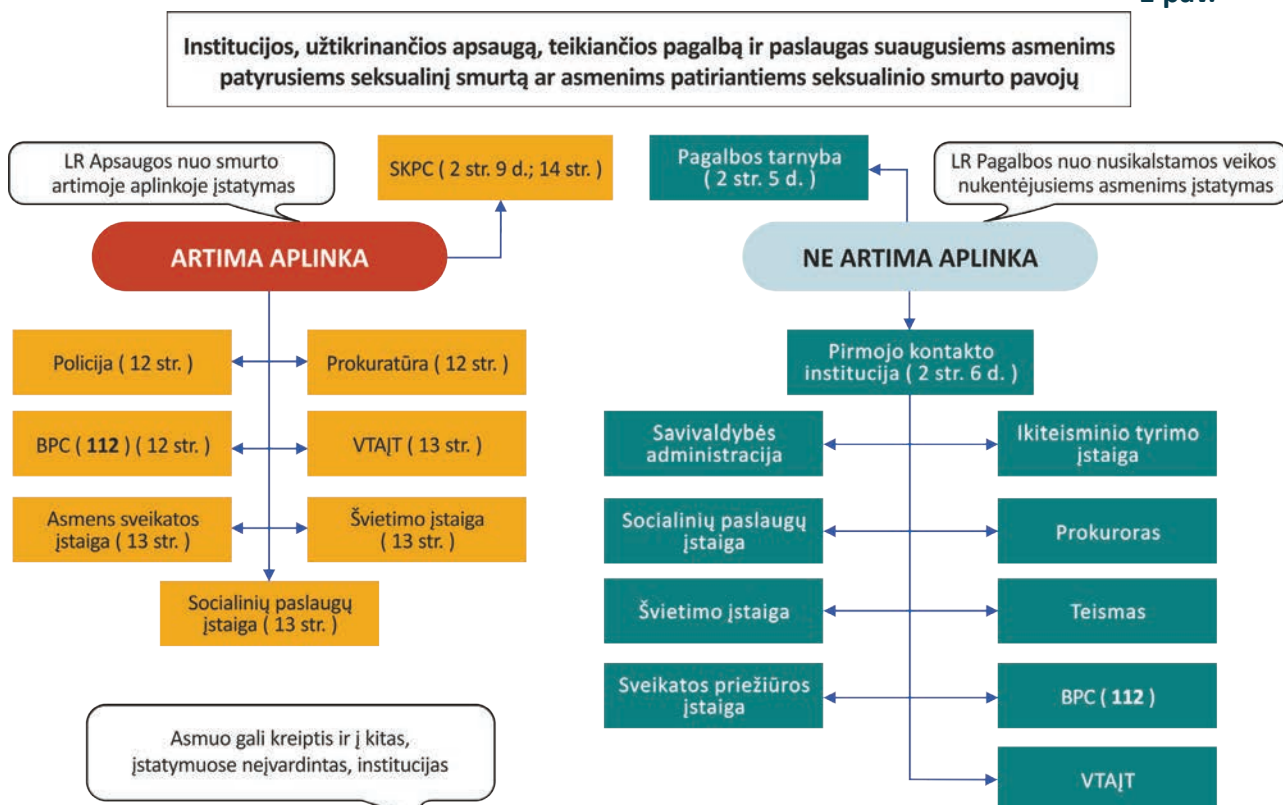 Institucijos, užtikrinančios apsaugą, teikiančios pagalbą ir paslaugas suaugusiems asmenims
patyrusiems seksualinį smurtą ar asmenims patiriantiems seksualinio smurto pavojų
LR Apsaugos nuo smurto
artimoje aplinkoje įstatymas
SKPC ( 2 str. 9 d.; 14 str. )
ARTIMA APLINKA
Policija ( 12 str. )
Prokuratūra ( 12 str. )
BPC ( 112 ) ( 12 str. )
VTAĮT ( 13 str. )
Asmens sveikatos
įstaiga ( 13 str. )
Švietimo įstaiga
( 13 str. )
Socialinių paslaugų
įstaiga ( 13 str. )
Asmuo gali kreiptis ir į kitas,
įstatymuose neįvardintas, institucijas
Pagalbos tarnyba
( 2 str. 5 d. )
LR Pagalbos nuo nusikalstamos veikos
nukentėjusiems asmenims įstatymas
NE ARTIMA APLINKA
Pirmojo kontakto
institucija ( 2 str. 6 d. )
Savivaldybės
administracija
Ikiteisminio tyrimo
įstaiga
Socialinių paslaugų
įstaiga
Prokuroras
Švietimo įstaiga
Teismas
Sveikatos priežiūros
įstaiga
BPC ( 112 )
VTAĮT